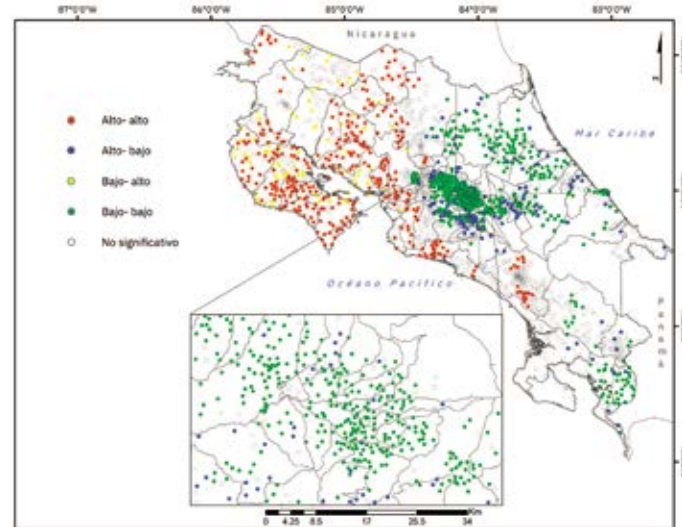 87°0'0"W 86°0'0"W 85°0'0"W 84°0'0"W 83°0'0"W
Nicaragua
Alto- alto
Alto- bajo
Bajo- alto
Bajo- bajo
No significativo
Mar Caribe
Océano Pacífico
Panamá
Km
0 4.25 8.5 17 25.5 34